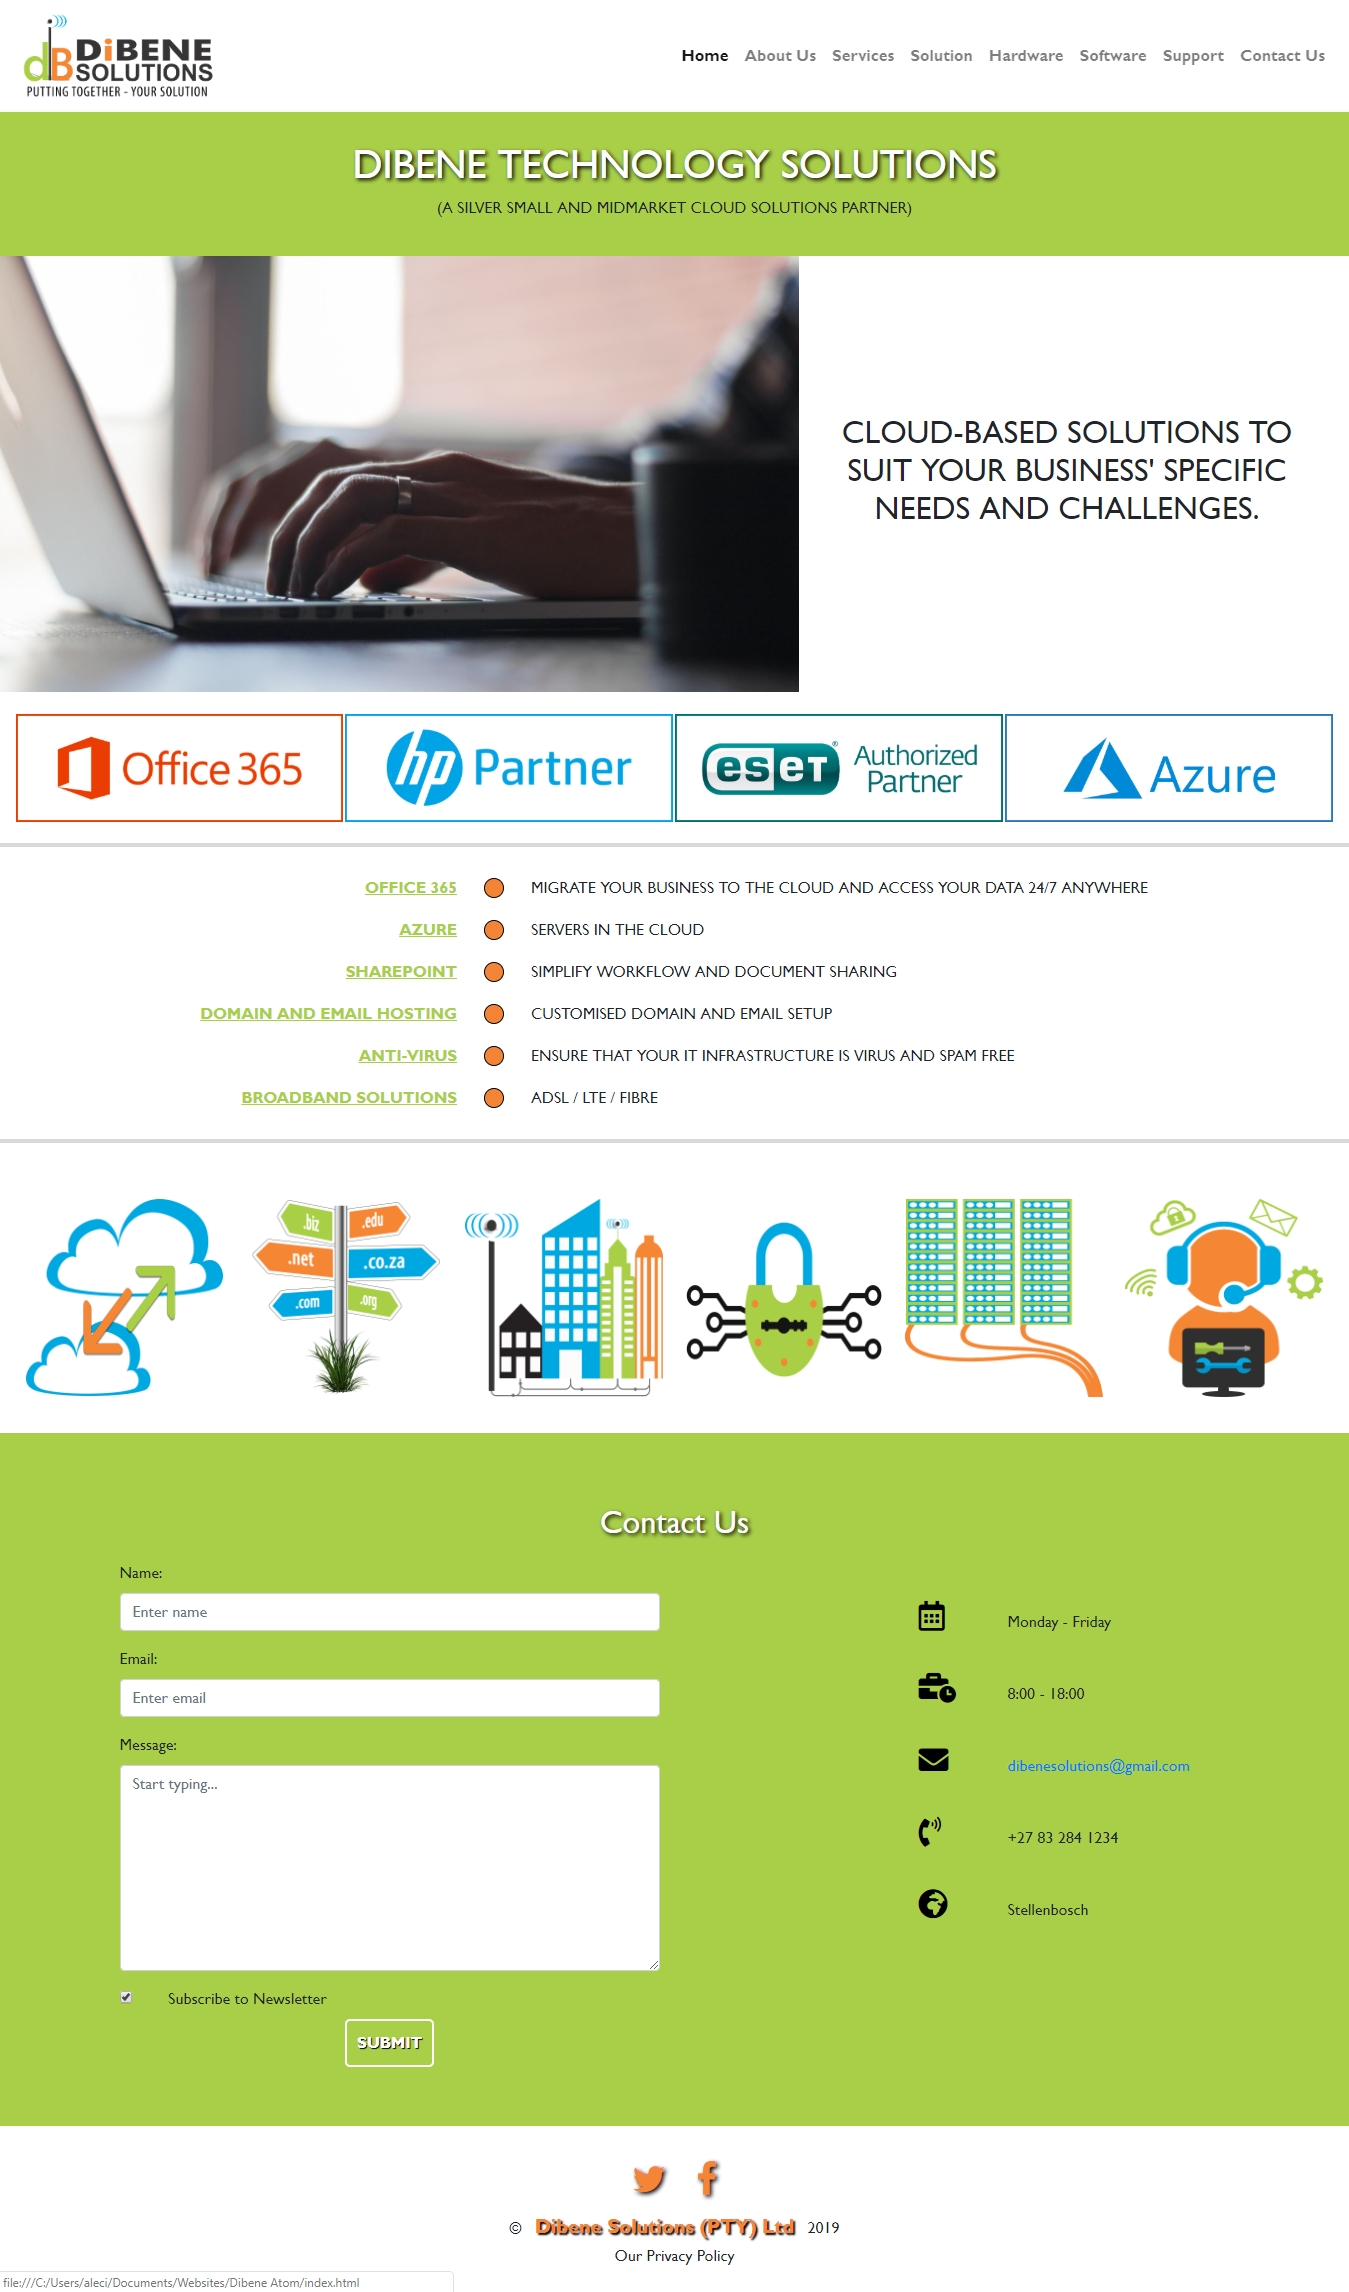 DiBENE
dB SOLUTIONS
PUTTING TOGETHER - YOUR SOLUTION
Home About Us Services Solution Hardware Software Support Contact Us
DIBENE TECHNOLOGY SOLUTIONS
(A SILVER SMALL AND MIDMARKET CLOUD SOLUTIONS PARTNER)
CLOUD-BASED SOLUTIONS TO
SUIT YOUR BUSINESS' SPECIFIC
NEEDS AND CHALLENGES.
Office 365
hp Partner
eseT® Authorized
Partner
Azure
OFFICE 365 MIGRATE YOUR BUSINESS TO THE CLOUD AND ACCESS YOUR DATA 24/7 ANYWHERE
AZURE SERVERS IN THE CLOUD
SHAREPOINT SIMPLIFY WORKFLOW AND DOCUMENT SHARING
DOMAIN AND EMAIL HOSTING CUSTOMISED DOMAIN AND EMAIL SETUP
ANTI-VIRUS ENSURE THAT YOUR IT INFRASTRUCTURE IS VIRUS AND SPAM FREE
BROADBAND SOLUTIONS ADSL / LTE / FIBRE
.biz .edu
.net .co.za
.com .org
Contact Us
Name:
Enter name
Email:
Enter email
Message:
Start typing...
Subscribe to Newsletter
SUBMIT
Monday - Friday
8:00 - 18:00
dibenesolutions@gmail.com
+27 83 284 1234
Stellenbosch
© Dibene Solutions (PTY) Ltd 2019
Our Privacy Policy
file:///C:/Users/aleci/Documents/Websites/Dibene Atom/index.html